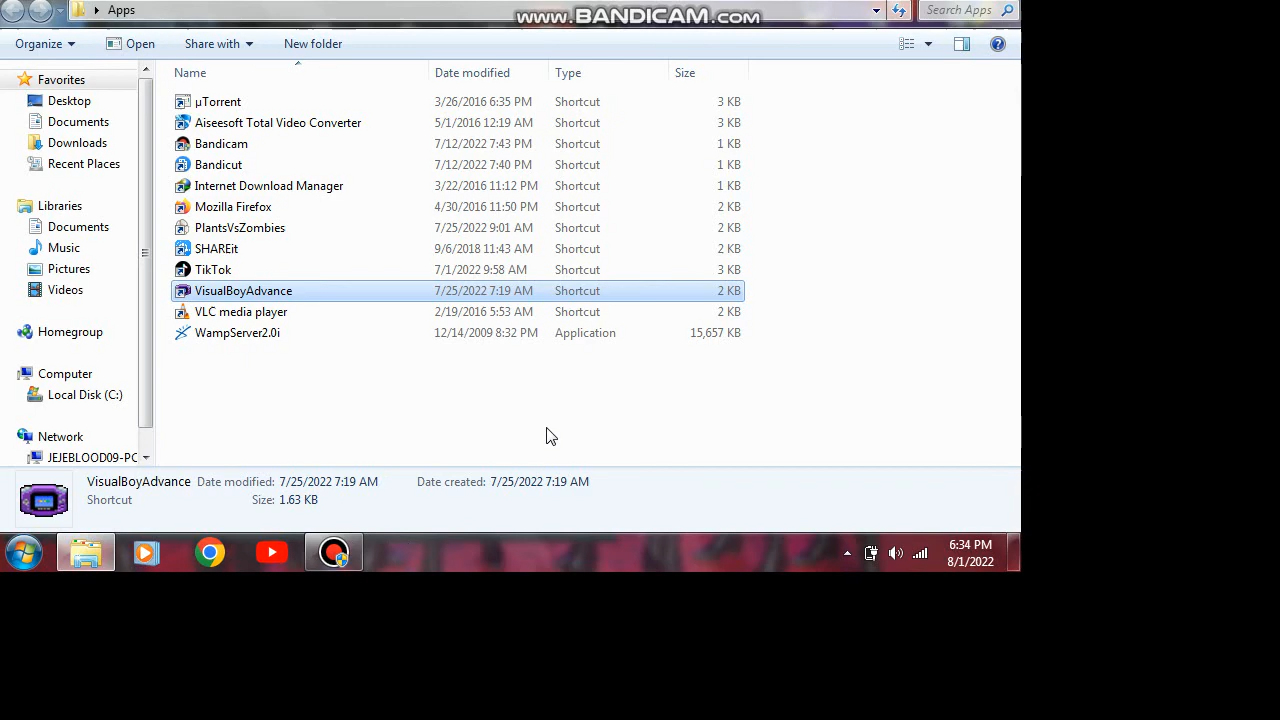 Apps
www.BANDICAM.com
Search Apps
Organize Open Share with New folder
Name Date modified Type Size
Favorites
Desktop
Documents
Downloads
Recent Places
Libraries
Documents
Music
Pictures
Videos
Homegroup
Computer
Local Disk (C:)
Network
JEJEBLOOD09-PC
µTorrent 3/26/2016 6:35 PM Shortcut 3 KB
Aiseesoft Total Video Converter 5/1/2016 12:19 AM Shortcut 3 KB
Bandicam 7/12/2022 7:43 PM Shortcut 1 KB
Bandicut 7/12/2022 7:40 PM Shortcut 1 KB
Internet Download Manager 3/22/2016 11:12 PM Shortcut 1 KB
Mozilla Firefox 4/30/2016 11:50 PM Shortcut 2 KB
PlantsVsZombies 7/25/2022 9:01 AM Shortcut 2 KB
SHAREit 9/6/2018 11:43 AM Shortcut 2 KB
TikTok 7/1/2022 9:58 AM Shortcut 3 KB
VisualBoyAdvance 7/25/2022 7:19 AM Shortcut 2 KB
VLC media player 2/19/2016 5:53 AM Shortcut 2 KB
WampServer2.0i 12/14/2009 8:32 PM Application 15,657 KB
VisualBoyAdvance Date modified: 7/25/2022 7:19 AM Date created: 7/25/2022 7:19 AM
Shortcut Size: 1.63 KB
6:34 PM
8/1/2022